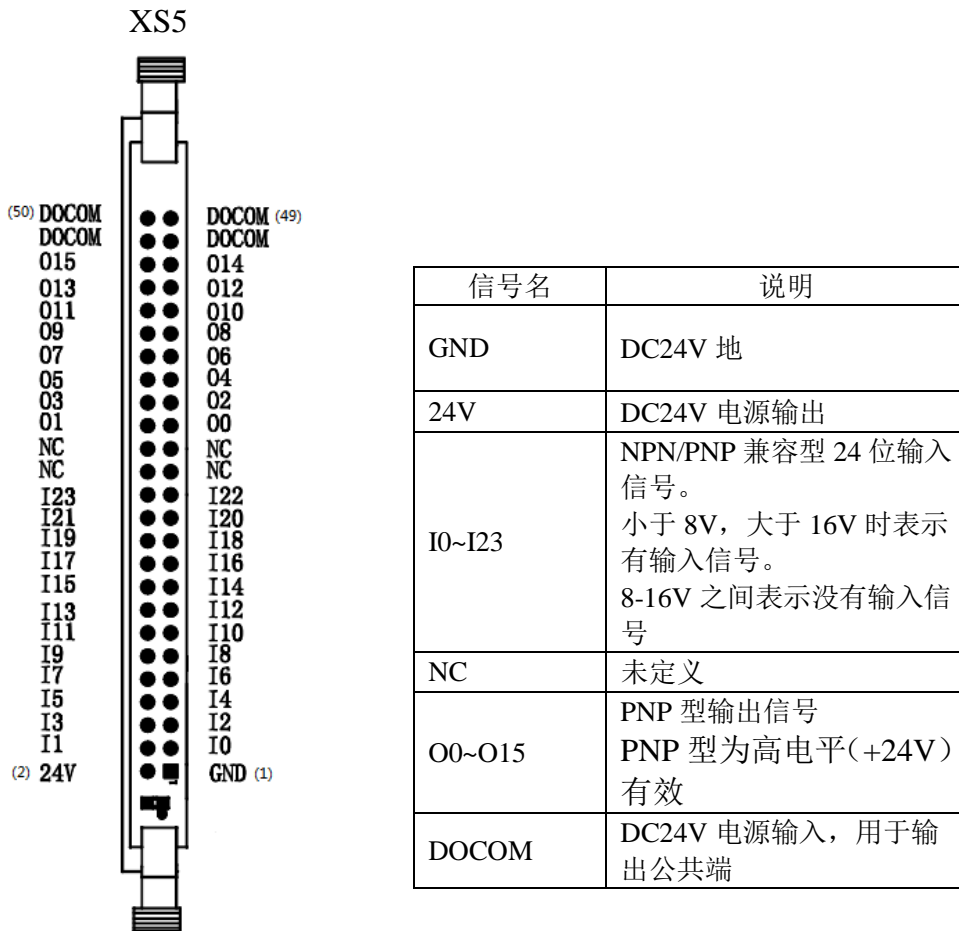 XS5
(50) DOCOM DOCOM (49)
DOCOM DOCOM
O15 O14
O13 O12
O11 O10
O9 O8
O7 O6
O5 O4
O3 O2
O1 O0
NC NC
NC NC
I23 I22
I21 I20
I19 I18
I17 I16
I15 I14
I13 I12
I11 I10
I9 I8
I7 I6
I5 I4
I3 I2
I1 I0
(2) 24V GND (1)
信号名 说明
GND DC24V 地
24V DC24V 电源输出
I0~I23
NPN/PNP 兼容型 24 位输入
信号。
小于 8V，大于 16V 时表示
有输入信号。
8-16V 之间表示没有输入信
号
NC 未定义
O0~O15
PNP 型输出信号
PNP 型为高电平（+24V）
有效
DOCOM
DC24V 电源输入，用于输
出公共端